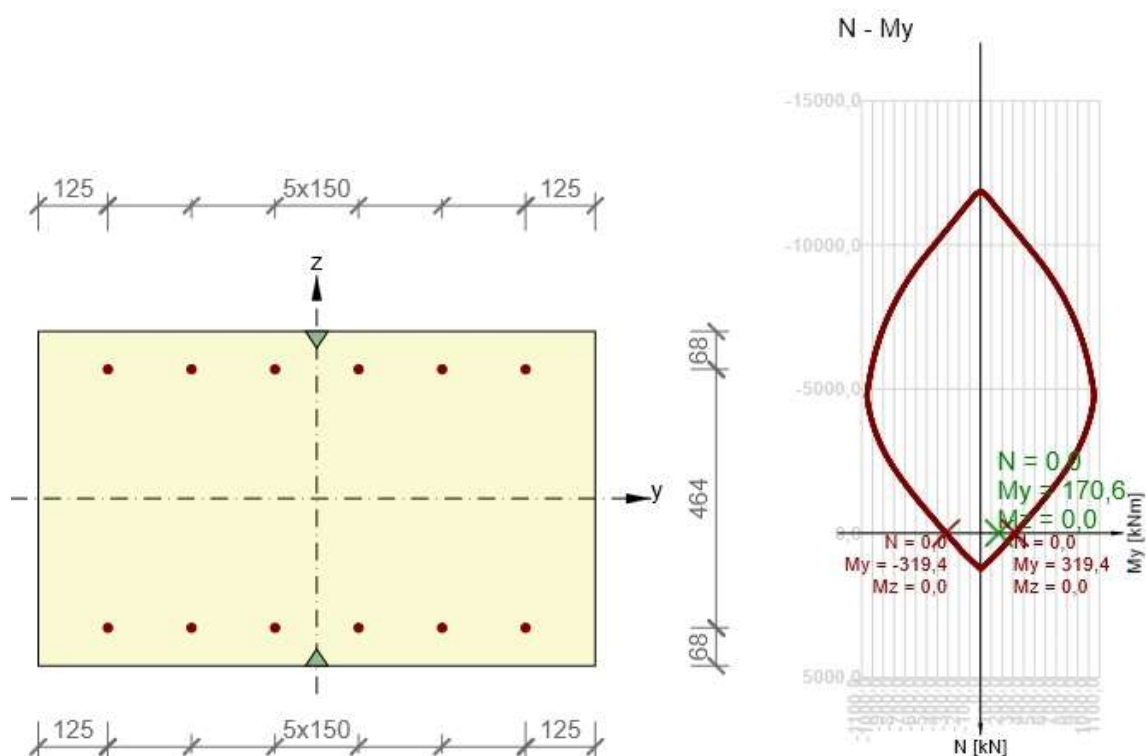 N - My
-15000,0
125
5x150
125
z
-10000,0
68
-5000,0
N = 0,0
My = 170,6
Mz = 0,0
y
464
0,0
My [kNm]
N = 0,0
My = -319,4
Mz = 0,0
N = 0,0
My = 319,4
Mz = 0,0
68
5000,0
125
5x150
125
N [kN]